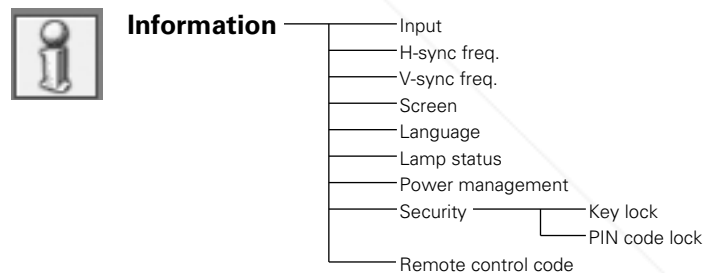 Information
Input
H-sync freq.
V-sync freq.
Screen
Language
Lamp status
Power management
Security
Key lock
PIN code lock
Remote control code